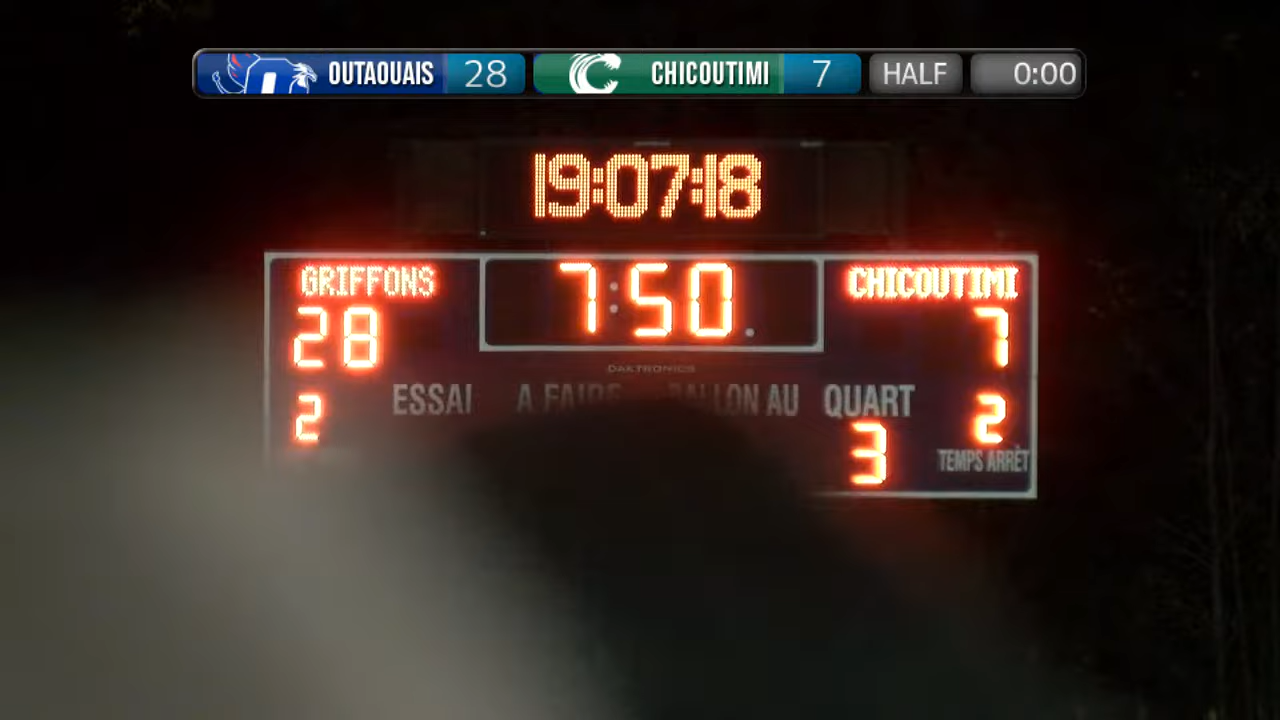 OUTAOUAIS 28 CHICOUTIMI 7 HALF 0:00
19:07:18
GRIFFONS 7:50 CHICOUTIMI
28 7
DAKTRONICS
ESSAI A FAIRE BALLON AU QUART
2 3 2
TEMPS ARRÊT